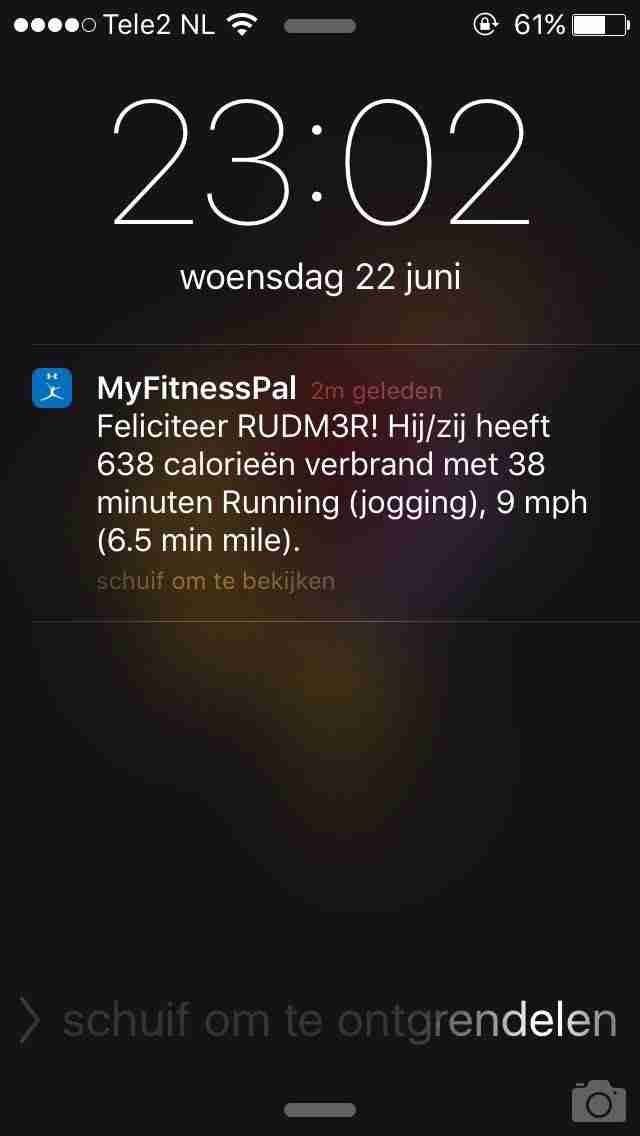 Tele2 NL 61%
23:02
woensdag 22 juni
MyFitnessPal 2m geleden
Feliciteer RUDM3R! Hij/zij heeft
638 calorieën verbrand met 38
minuten Running (jogging), 9 mph
(6.5 min mile).
schuif om te bekijken
schuif om te ontgrendelen